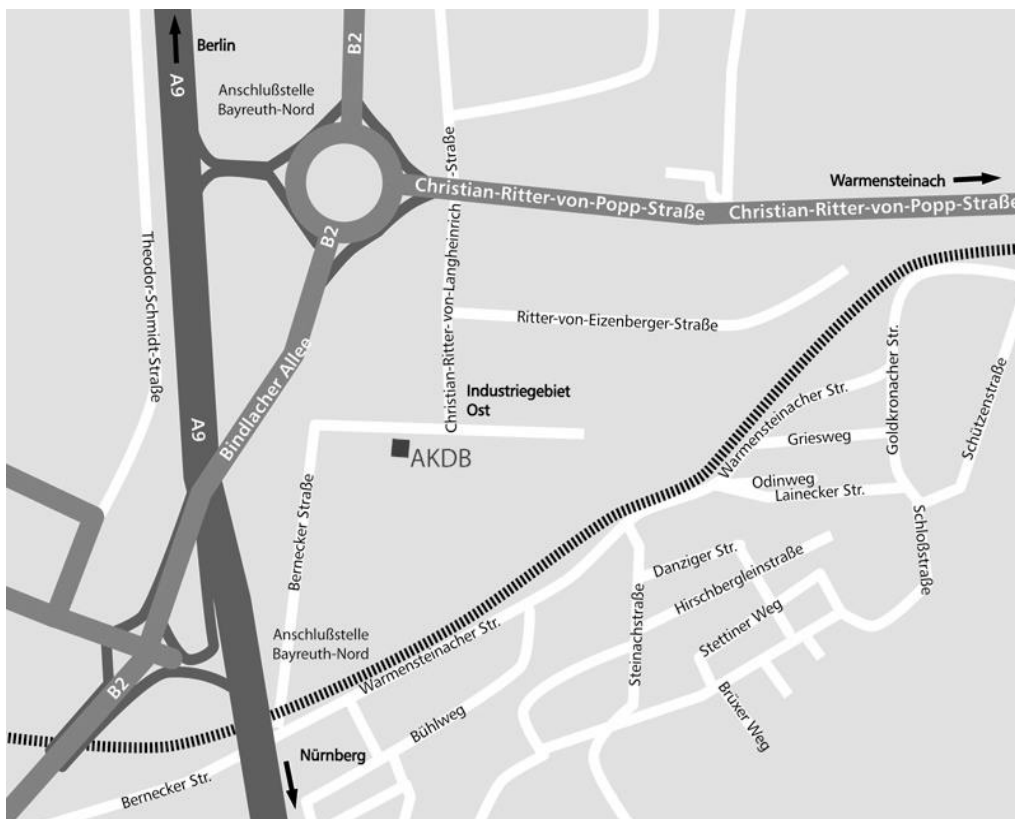 B2
A9
Berlin
Anschlußstelle
Bayreuth-Nord
Christian-Ritter-von-Langheinrich
-Straße
Christian-Ritter-von-Popp-Straße
Warmensteinach
Christian-Ritter-von-Popp-Straße
B2
Theodor-Schmidt-Straße
Ritter-von-Eizenberger-Straße
Bindlacher Allee
Goldkronacher Str.
Schützenstraße
Warmensteinacher Str.
Industriegebiet
Ost
A9
Griesweg
AKDB
Odinweg
Lainecker Str.
Bernecker Straße
Schloßstraße
Danziger Str.
Hirschbergleinstraße
Stettiner Weg
Steinachstraße
Anschlußstelle
Bayreuth-Nord
Warmensteinacher Str.
B2
Bühlweg
Brüxer Weg
Nürnberg
Bernecker Str.